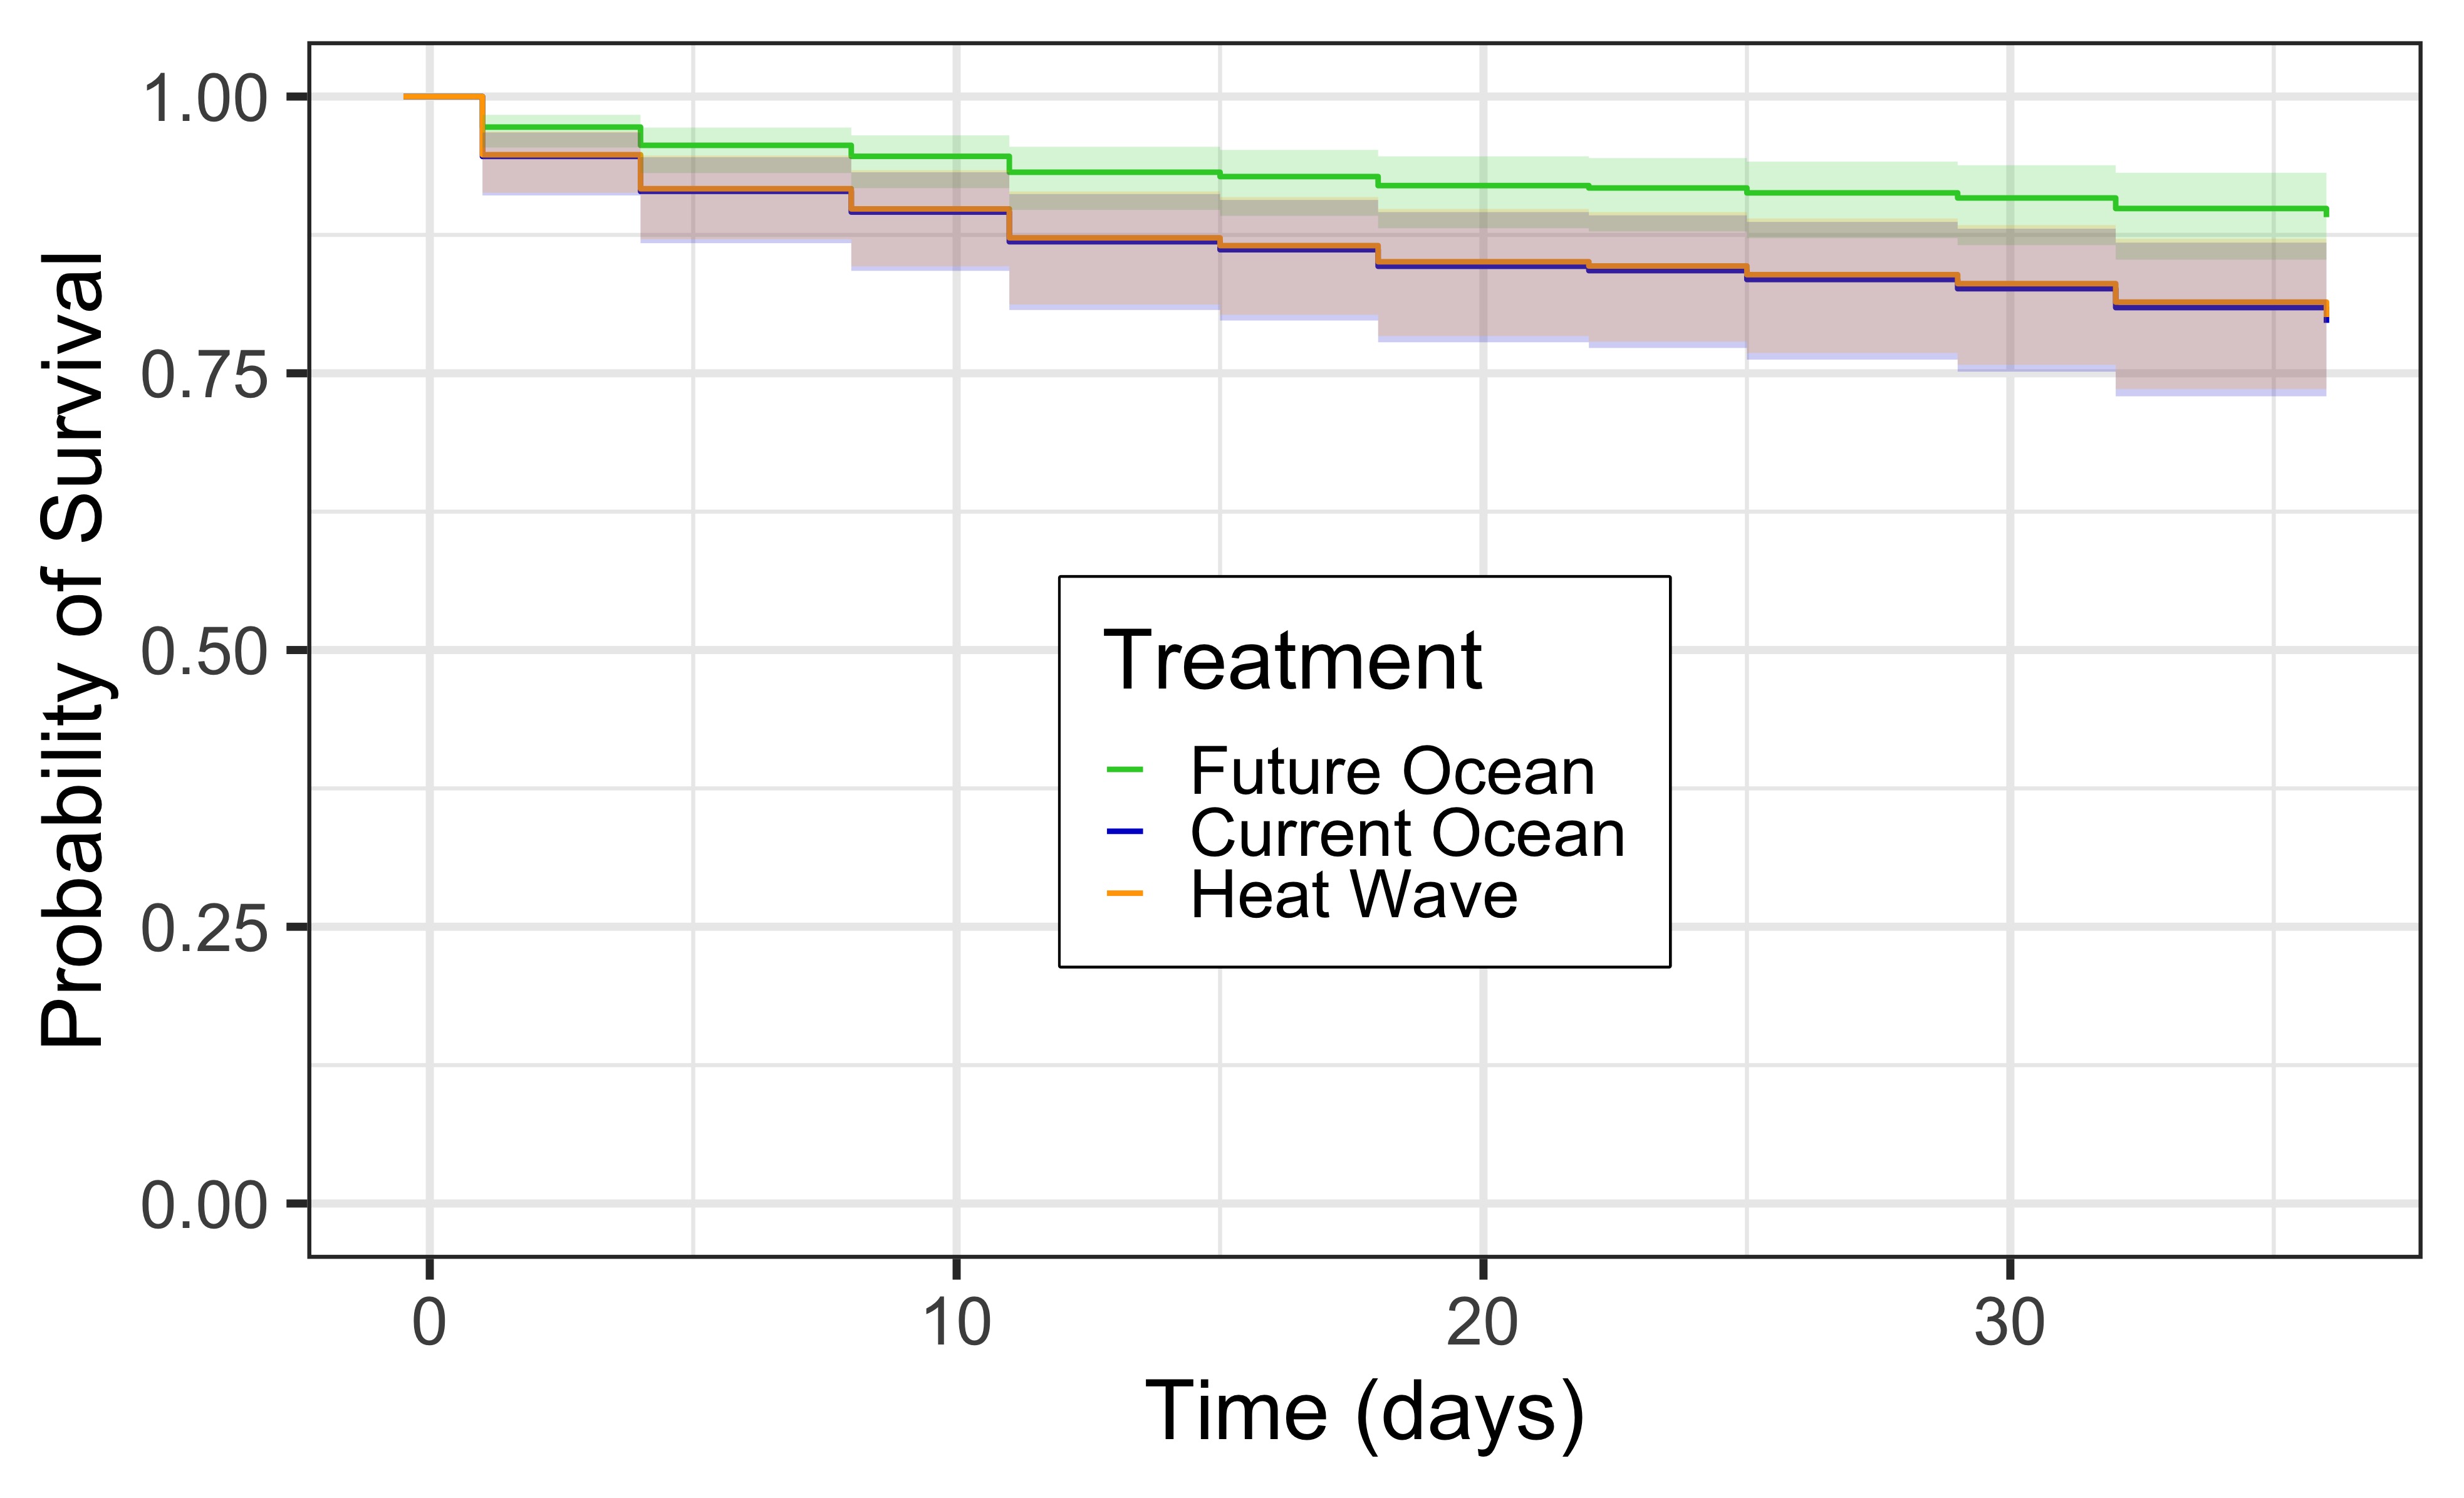 1.00
0.75
0.50
0.25
0.00
Probability of Survival
Treatment
Future Ocean
Current Ocean
Heat Wave
0 10 20 30
Time (days)